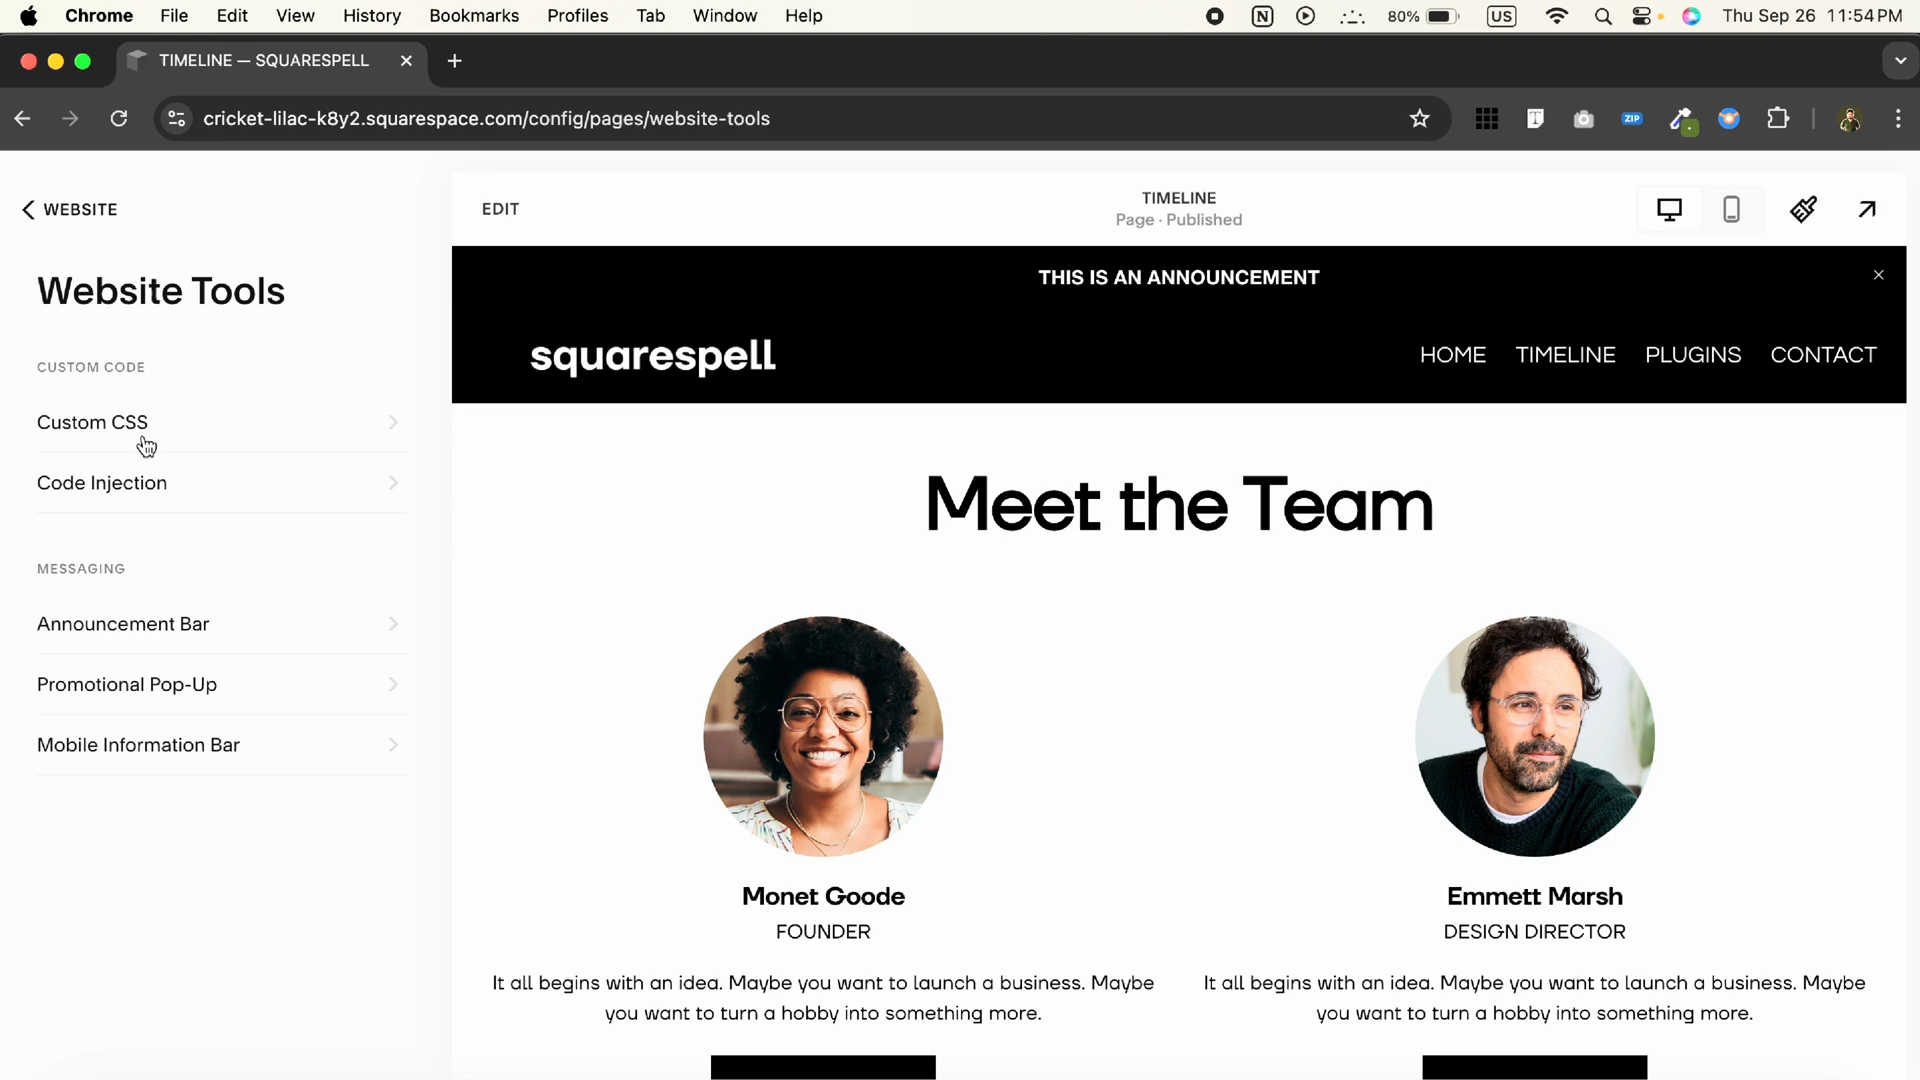 Chrome File Edit View History Bookmarks Profiles Tab Window Help N 80% US Thu Sep 26 11:54 PM
TIMELINE — SQUARESPELL
cricket-lilac-k8y2.squarespace.com/config/pages/website-tools T ZIP
WEBSITE
Website Tools
CUSTOM CODE
Custom CSS
Code Injection
MESSAGING
Announcement Bar
Promotional Pop-Up
Mobile Information Bar
EDIT
TIMELINE
Page · Published
THIS IS AN ANNOUNCEMENT
squarespell HOME TIMELINE PLUGINS CONTACT
Meet the Team
Monet Goode
FOUNDER
It all begins with an idea. Maybe you want to launch a business. Maybe
you want to turn a hobby into something more.
Emmett Marsh
DESIGN DIRECTOR
It all begins with an idea. Maybe you want to launch a business. Maybe
you want to turn a hobby into something more.